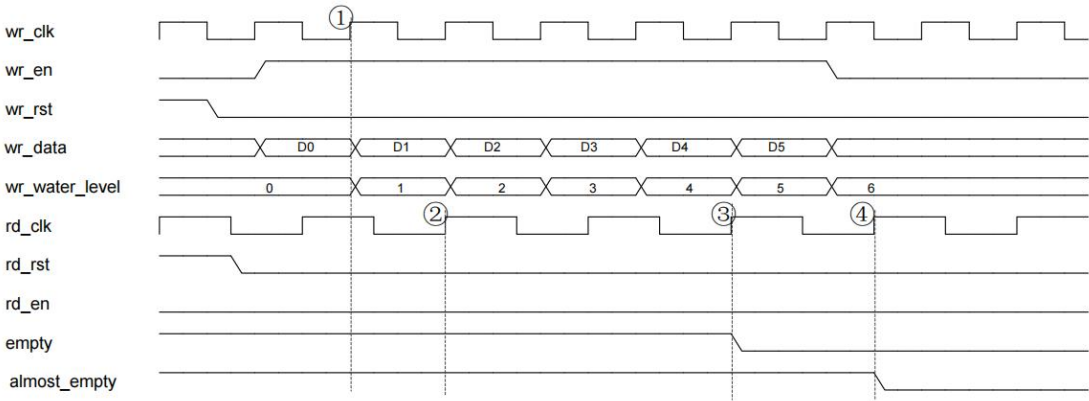 ①
wr_clk
wr_en
wr_rst
wr_data D0 D1 D2 D3 D4 D5
wr_water_level 0 1 2 3 4 5 6
② ③ ④
rd_clk
rd_rst
rd_en
empty
almost_empty